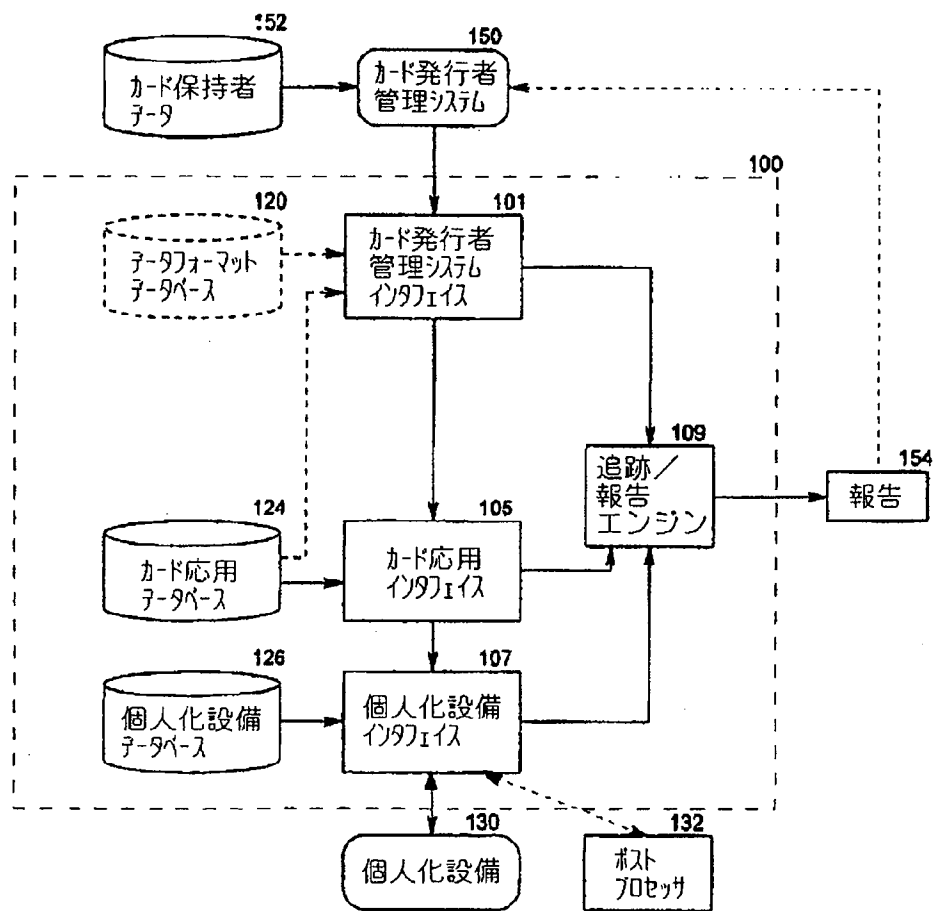 152
カード保持者
データ
150
カード発行者
管理システム
100
120
データフォーマット
データベース
101
カード発行者
管理システム
インタフェイス
109
追跡／
報告
エンジン
154
報告
124
カード応用
データベース
105
カード応用
インタフェイス
126
個人化設備
データベース
107
個人化設備
インタフェイス
130
個人化設備
132
ポスト
プロセッサ